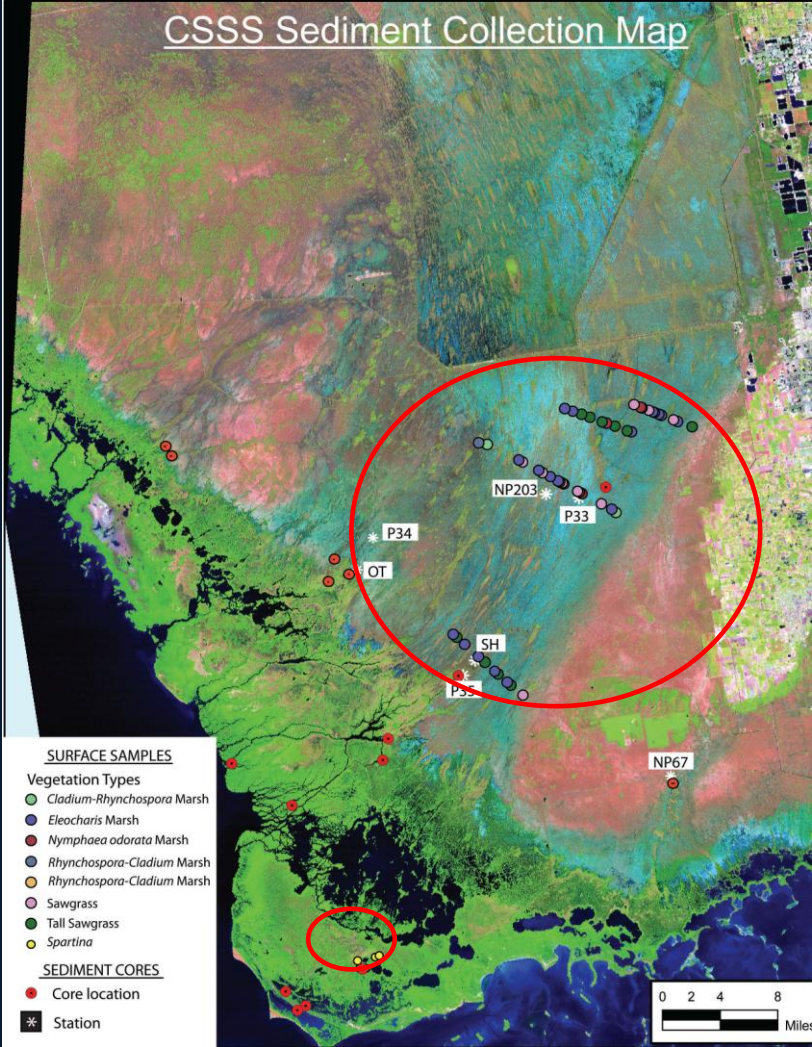 CSSS Sediment Collection Map
NP203
P33
P34
OT
SH
P35
NP67
SURFACE SAMPLES
Vegetation Types
Cladium-Rhynchospora Marsh
Eleocharis Marsh
Nymphaea odorata Marsh
Rhynchospora-Cladium Marsh
Rhynchospora-Cladium Marsh
Sawgrass
Tall Sawgrass
Spartina
SEDIMENT CORES
Core location
Station
0 2 4 8
Miles